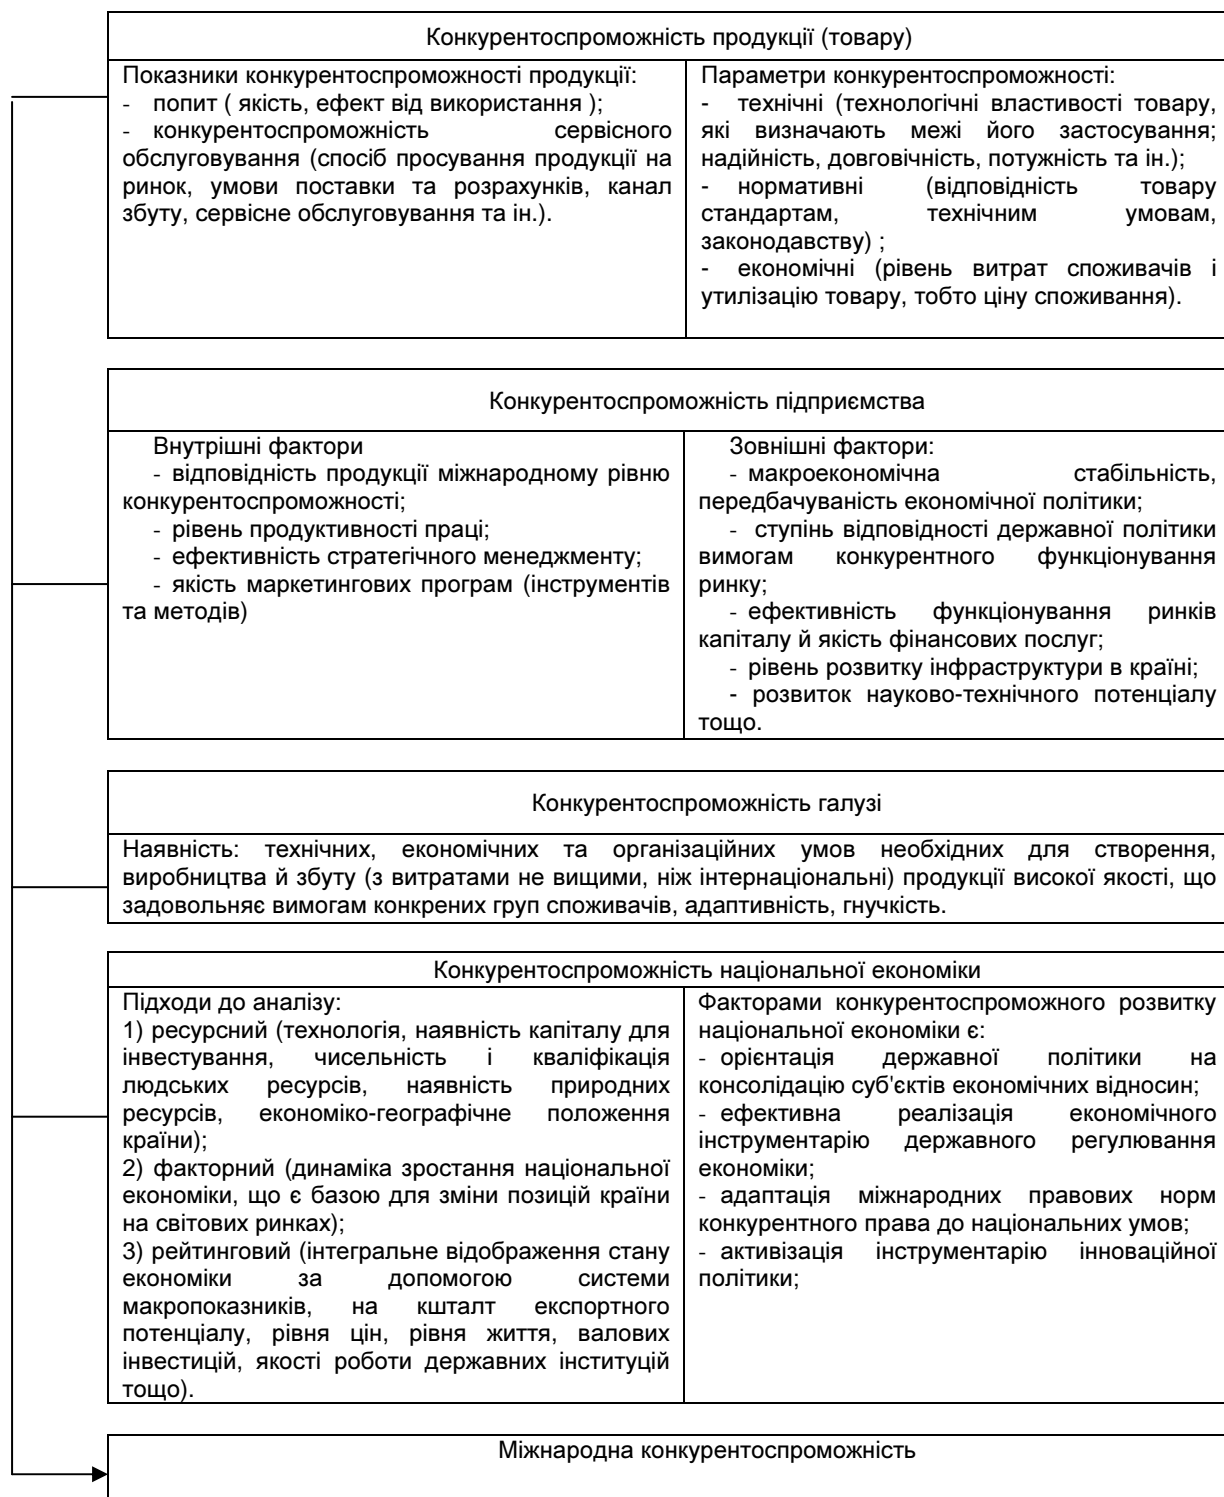 Конкурентоспроможність продукції (товару)
Показники конкурентоспроможності продукції:
- попит ( якість, ефект від використання );
- конкурентоспроможність сервісного
обслуговування (спосіб просування продукції на
ринок, умови поставки та розрахунків, канал
збуту, сервісне обслуговування та ін.).
Параметри конкурентоспроможності:
- технічні (технологічні властивості товару,
які визначають межі його застосування;
надійність, довговічність, потужність та ін.);
- нормативні (відповідність товару
стандартам, технічним умовам,
законодавству) ;
- економічні (рівень витрат споживачів і
утилізацію товару, тобто ціну споживання).
Конкурентоспроможність підприємства
Внутрішні фактори
- відповідність продукції міжнародному рівню
конкурентоспроможності;
- рівень продуктивності праці;
- ефективність стратегічного менеджменту;
- якість маркетингових програм (інструментів
та методів)
Зовнішні фактори:
- макроекономічна стабільність,
передбачуваність економічної політики;
- ступінь відповідності державної політики
вимогам конкурентного функціонування
ринку;
- ефективність функціонування ринків
капіталу й якість фінансових послуг;
- рівень розвитку інфраструктури в країні;
- розвиток науково-технічного потенціалу
тощо.
Конкурентоспроможність галузі
Наявність: технічних, економічних та організаційних умов необхідних для створення,
виробництва й збуту (з витратами не вищими, ніж інтернаціональні) продукції високої якості, що
задовольняє вимогам конкрених груп споживачів, адаптивність, гнучкість.
Конкурентоспроможність національної економіки
Підходи до аналізу:
1) ресурсний (технологія, наявність капіталу для
інвестування, чисельність і кваліфікація
людських ресурсів, наявність природних
ресурсів, економіко-географічне положення
країни);
2) факторний (динаміка зростання національної
економіки, що є базою для зміни позицій країни
на світових ринках);
3) рейтинговий (інтегральне відображення стану
економіки за допомогою системи
макропоказників, на кшталт експортного
потенціалу, рівня цін, рівня життя, валових
інвестицій, якості роботи державних інституцій
тощо).
Факторами конкурентоспроможного розвитку
національної економіки є:
- орієнтація державної політики на
консолідацію суб'єктів економічних відносин;
- ефективна реалізація економічного
інструментарію державного регулювання
економіки;
- адаптація міжнародних правових норм
конкурентного права до національних умов;
- активізація інструментарію інноваційної
політики;
Міжнародна конкурентоспроможність